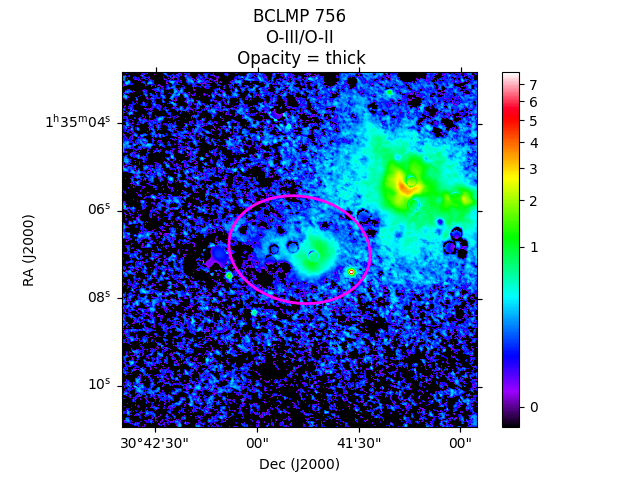 BCLMP 756
O-III/O-II
Opacity = thick
1ʰ35ᵐ04ˢ
06ˢ
08ˢ
10ˢ
RA (J2000)
30°42'30" 00" 41'30" 00"
Dec (J2000)
7
6
5
4
3
2
1
0